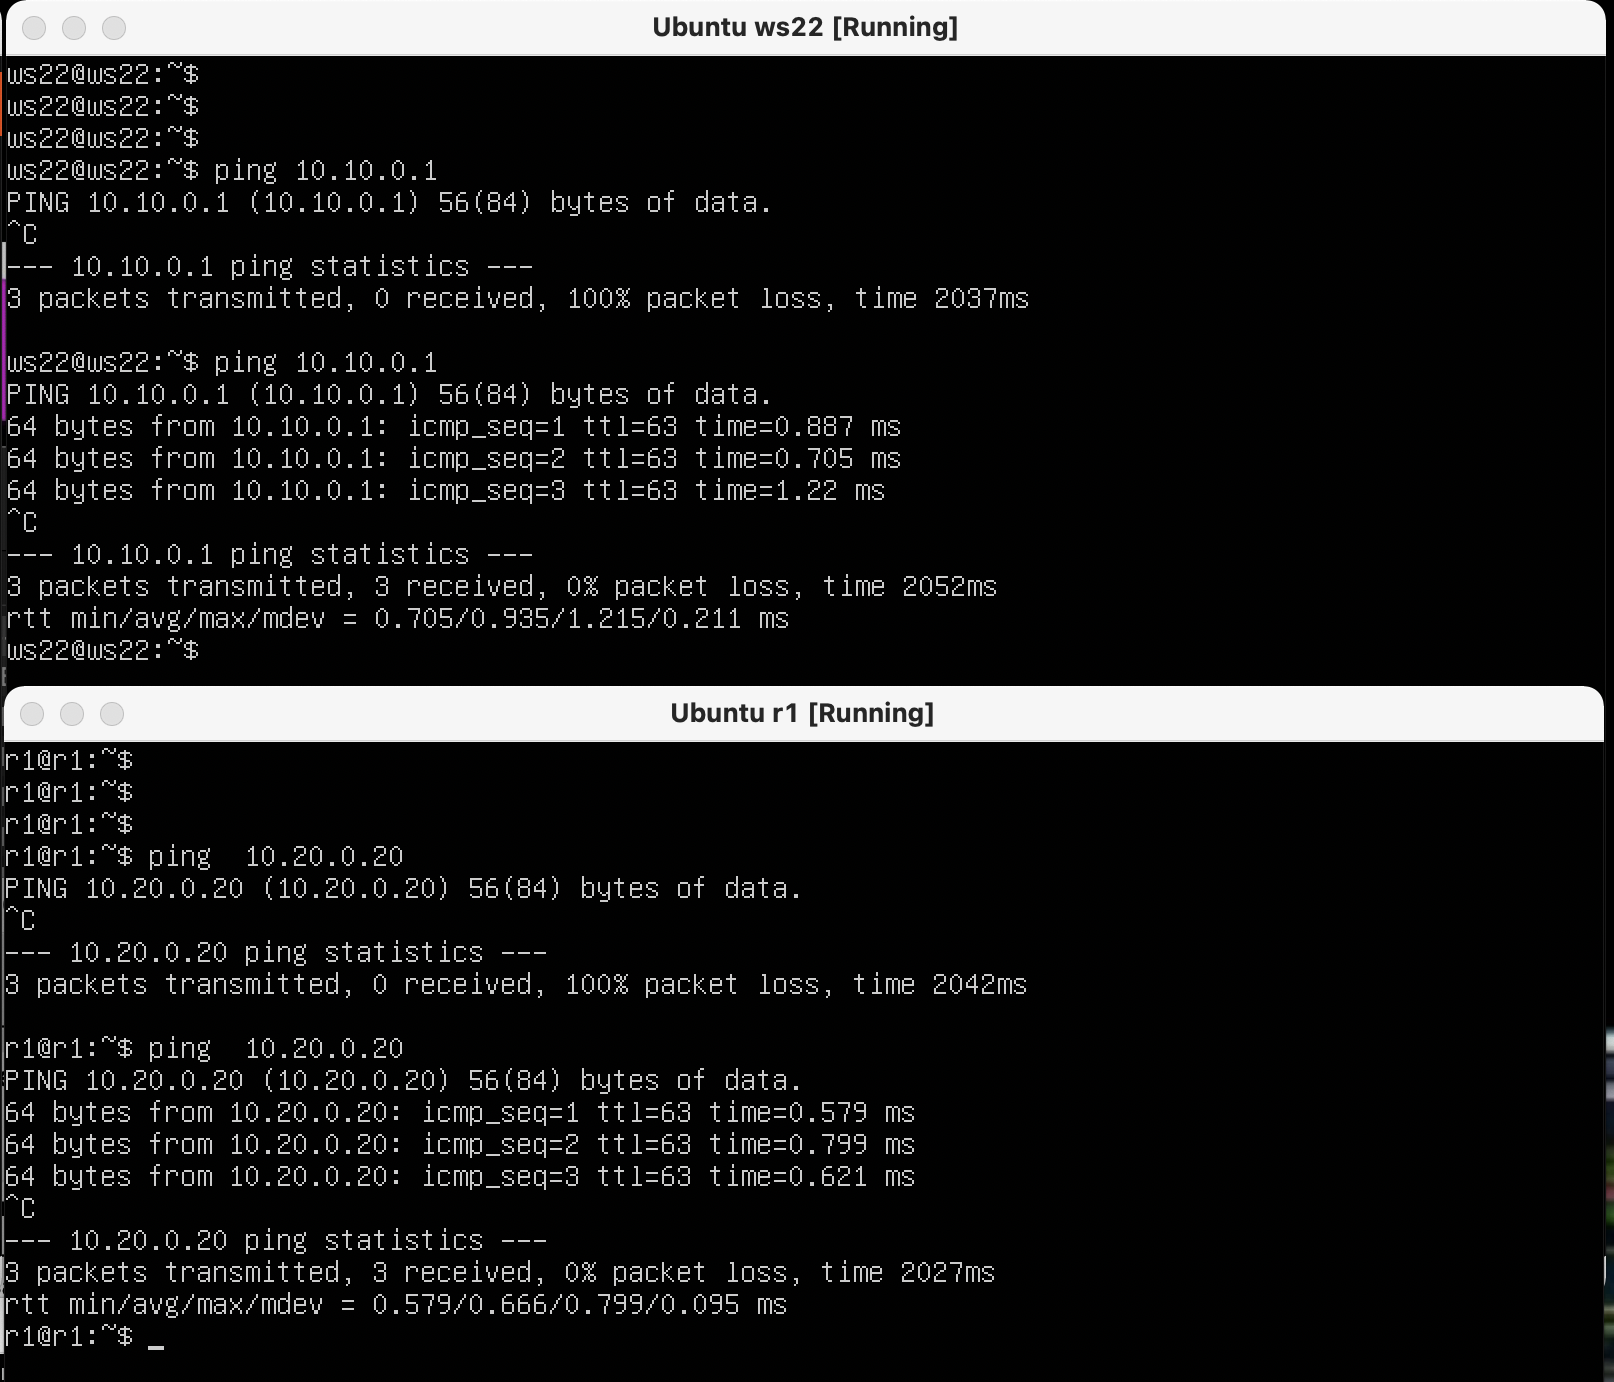 Ubuntu ws22 [Running]
ws22@ws22:~$
ws22@ws22:~$
ws22@ws22:~$
ws22@ws22:~$ ping 10.10.0.1
PING 10.10.0.1 (10.10.0.1) 56(84) bytes of data.
^C
--- 10.10.0.1 ping statistics ---
3 packets transmitted, 0 received, 100% packet loss, time 2037ms
ws22@ws22:~$ ping 10.10.0.1
PING 10.10.0.1 (10.10.0.1) 56(84) bytes of data.
64 bytes from 10.10.0.1: icmp_seq=1 ttl=63 time=0.887 ms
64 bytes from 10.10.0.1: icmp_seq=2 ttl=63 time=0.705 ms
64 bytes from 10.10.0.1: icmp_seq=3 ttl=63 time=1.22 ms
^C
--- 10.10.0.1 ping statistics ---
3 packets transmitted, 3 received, 0% packet loss, time 2052ms
rtt min/avg/max/mdev = 0.705/0.935/1.215/0.211 ms
ws22@ws22:~$
Ubuntu r1 [Running]
r1@r1:~$
r1@r1:~$
r1@r1:~$
r1@r1:~$ ping  10.20.0.20
PING 10.20.0.20 (10.20.0.20) 56(84) bytes of data.
^C
--- 10.20.0.20 ping statistics ---
3 packets transmitted, 0 received, 100% packet loss, time 2042ms
r1@r1:~$ ping  10.20.0.20
PING 10.20.0.20 (10.20.0.20) 56(84) bytes of data.
64 bytes from 10.20.0.20: icmp_seq=1 ttl=63 time=0.579 ms
64 bytes from 10.20.0.20: icmp_seq=2 ttl=63 time=0.799 ms
64 bytes from 10.20.0.20: icmp_seq=3 ttl=63 time=0.621 ms
^C
--- 10.20.0.20 ping statistics ---
3 packets transmitted, 3 received, 0% packet loss, time 2027ms
rtt min/avg/max/mdev = 0.579/0.666/0.799/0.095 ms
r1@r1:~$ _